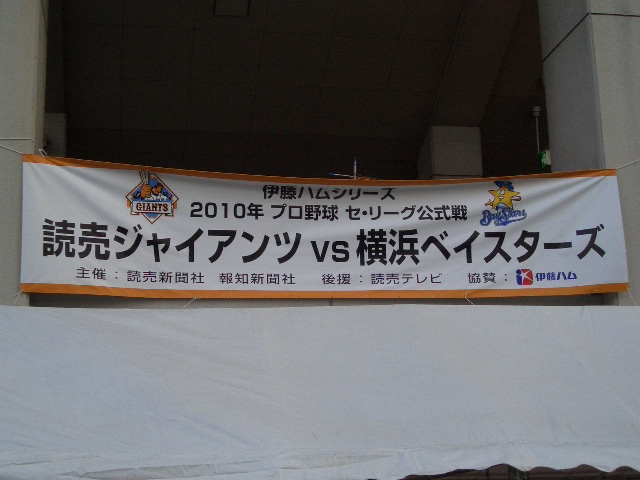 伊藤ハムシリーズ
2010年 プロ野球 セ・リーグ公式戦
GIANTS
BayStars
読売ジャイアンツ vs 横浜ベイスターズ
主催：読売新聞社 報知新聞社 後援：読売テレビ 協賛：伊藤ハム